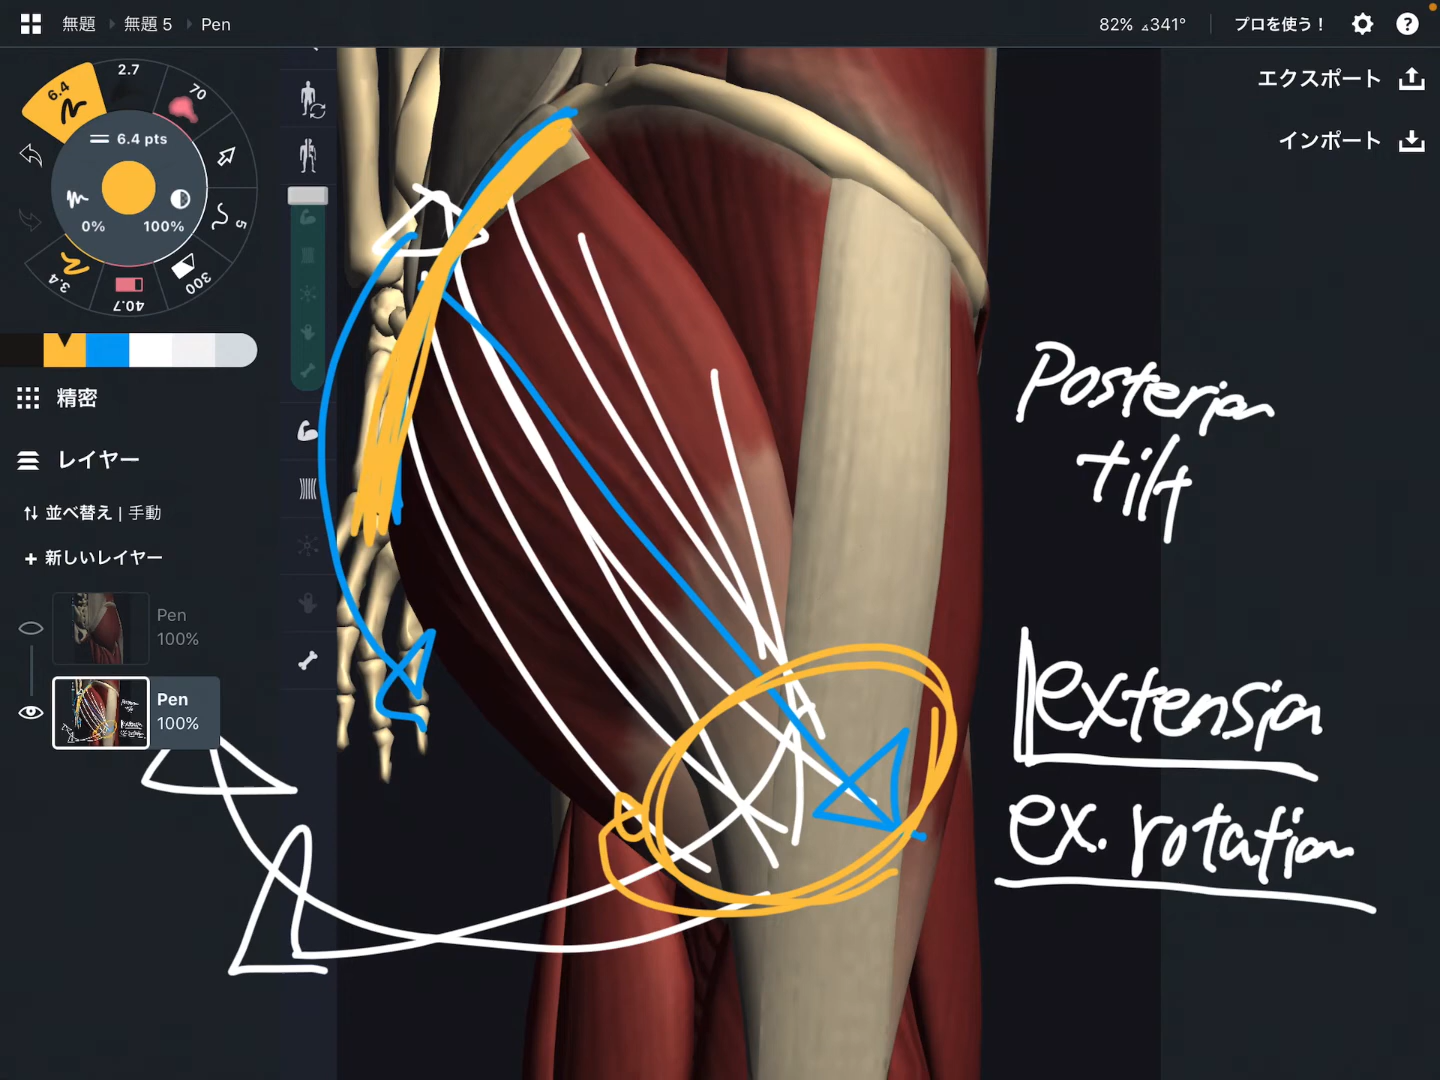 無題 無題 5 Pen
82% ⊿341° プロを使う！
エクスポート
インポート
2.7
6.4
70
6.4 pts
0% 100%
5
300
40.7
3.4
精密
レイヤー
並べ替え | 手動
+ 新しいレイヤー
Pen
100%
Pen
100%
Posterior
tilt
extension
ex. rotation